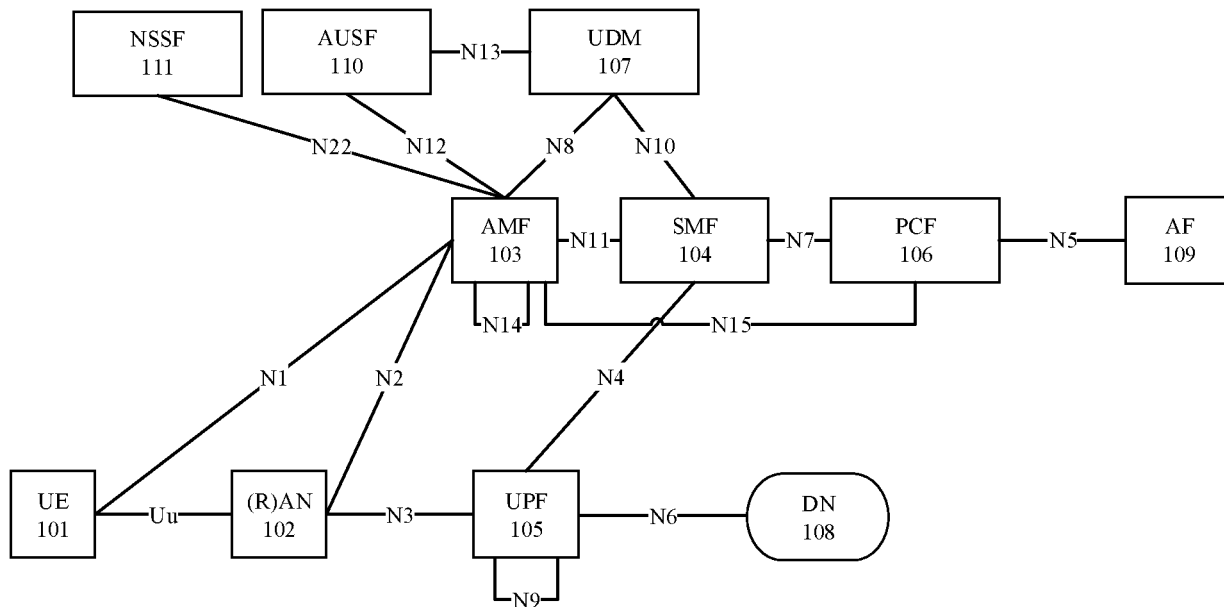 NSSF
111
AUSF
110
N13
UDM
107
N22
N12
N8
N10
AMF
103
N11
SMF
104
N7
PCF
106
N5
AF
109
N14
N15
N1
N2
N4
UE
101
Uu
(R)AN
102
N3
UPF
105
N6
DN
108
N9